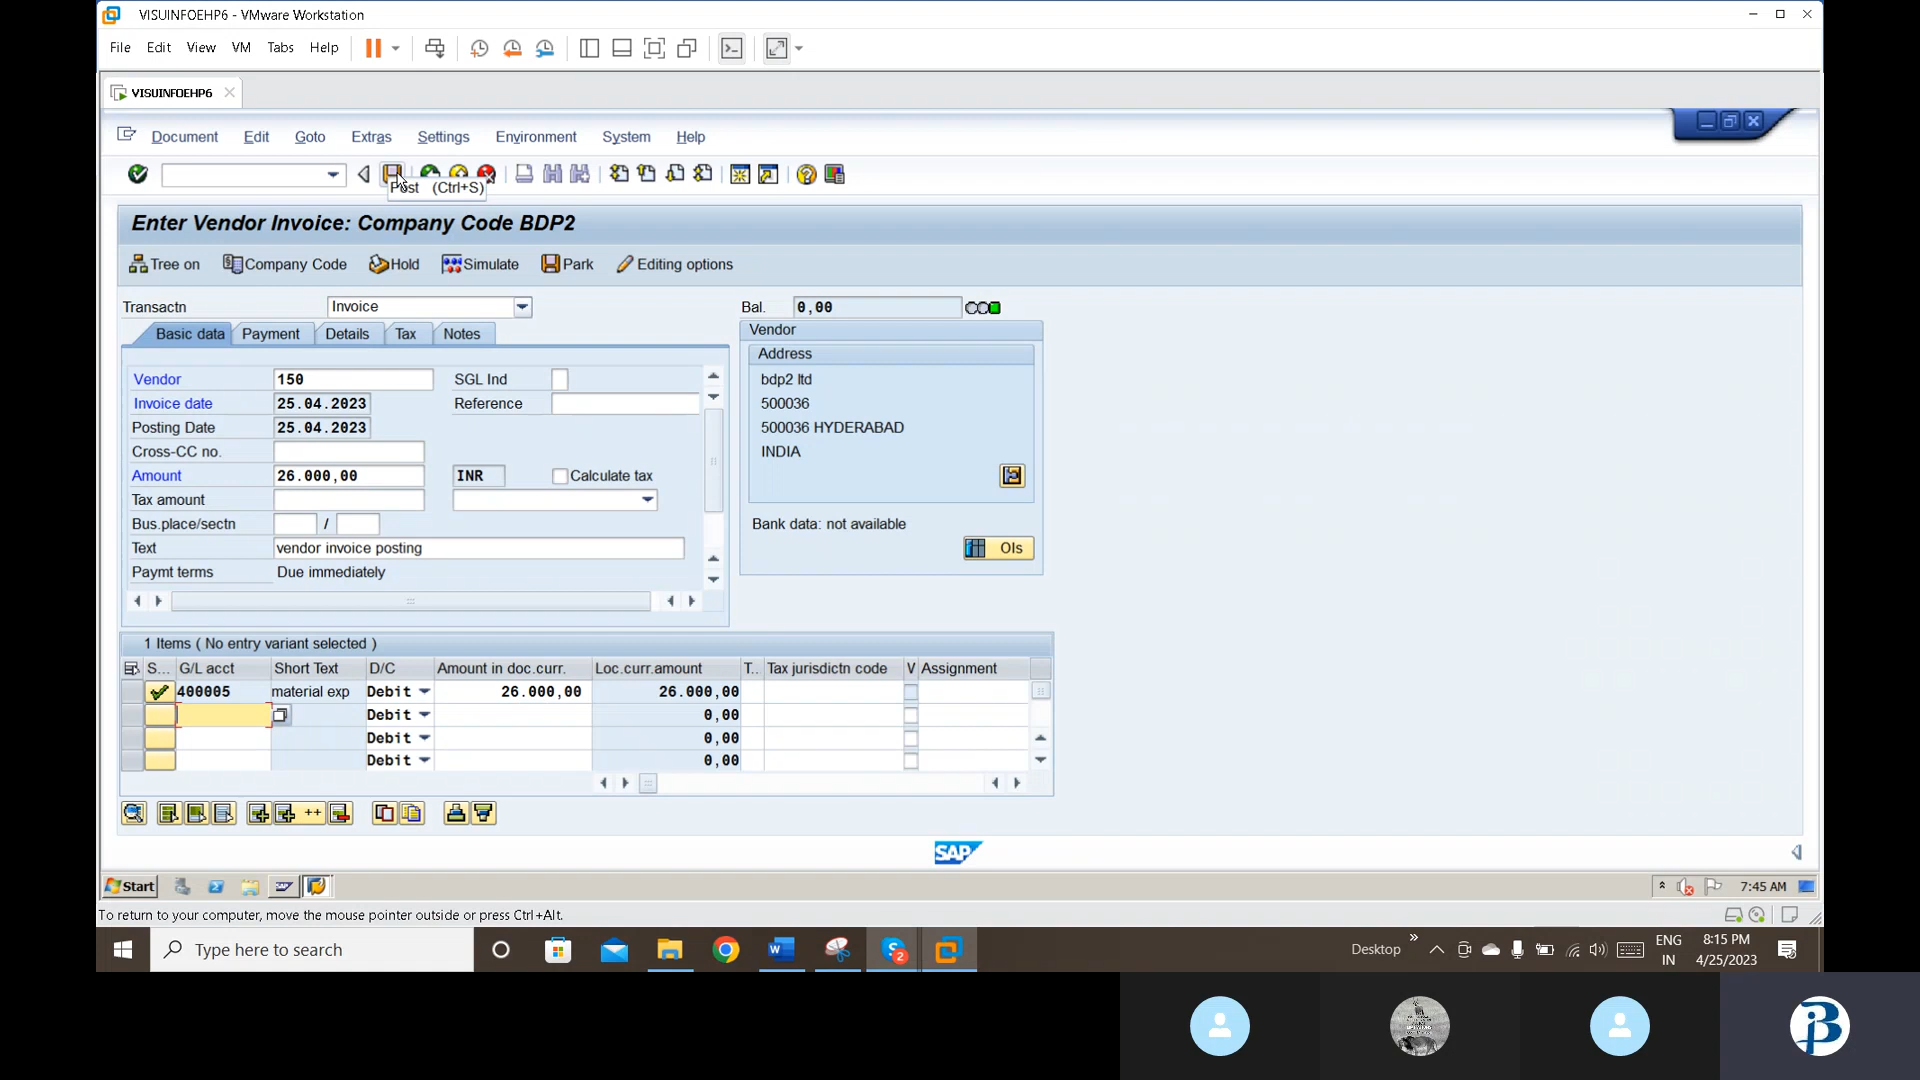 VISUINFOEHP6 - VMware Workstation
File Edit View VM Tabs Help
VISUINFOEHP6
Document Edit Goto Extras Settings Environment System Help
Post (Ctrl+S)
Enter Vendor Invoice: Company Code BDP2
Tree on Company Code Hold Simulate Park Editing options
Transactn Invoice Bal. 0,00
Basic data Payment Details Tax Notes
Vendor
Address
Vendor 150 SGL Ind
bdp2 ltd
Invoice date 25.04.2023 Reference
500036
Posting Date 25.04.2023
500036 HYDERABAD
Cross-CC no.
INDIA
Amount 26.000,00 INR Calculate tax
Tax amount
Bus.place/sectn /
Bank data: not available
Text vendor invoice posting
OIs
Paymt terms Due immediately
1 Items ( No entry variant selected )
S... G/L acct Short Text D/C Amount in doc.curr. Loc.curr.amount T.. Tax jurisdictn code V Assignment
400005 material exp Debit 26.000,00 26.000,00
Debit 0,00
Debit 0,00
Debit 0,00
++
SAP
Start 7:45 AM
To return to your computer, move the mouse pointer outside or press Ctrl+Alt.
Type here to search
2
Desktop
ENG
IN
8:15 PM
4/25/2023